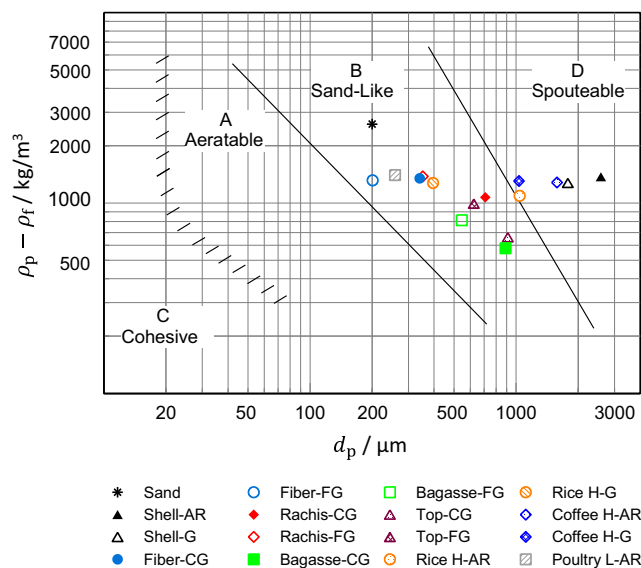 7000
5000
3000
2000
1000
500
ρp − ρf / kg/m³
B
Sand-Like
D
Spouteable
A
Aeratable
C
Cohesive
20 50 100 200 500 1000 3000
dp / µm
Sand Fiber-FG Bagasse-FG Rice H-G
Shell-AR Rachis-CG Top-CG Coffee H-AR
Shell-G Rachis-FG Top-FG Coffee H-G
Fiber-CG Bagasse-CG Rice H-AR Poultry L-AR